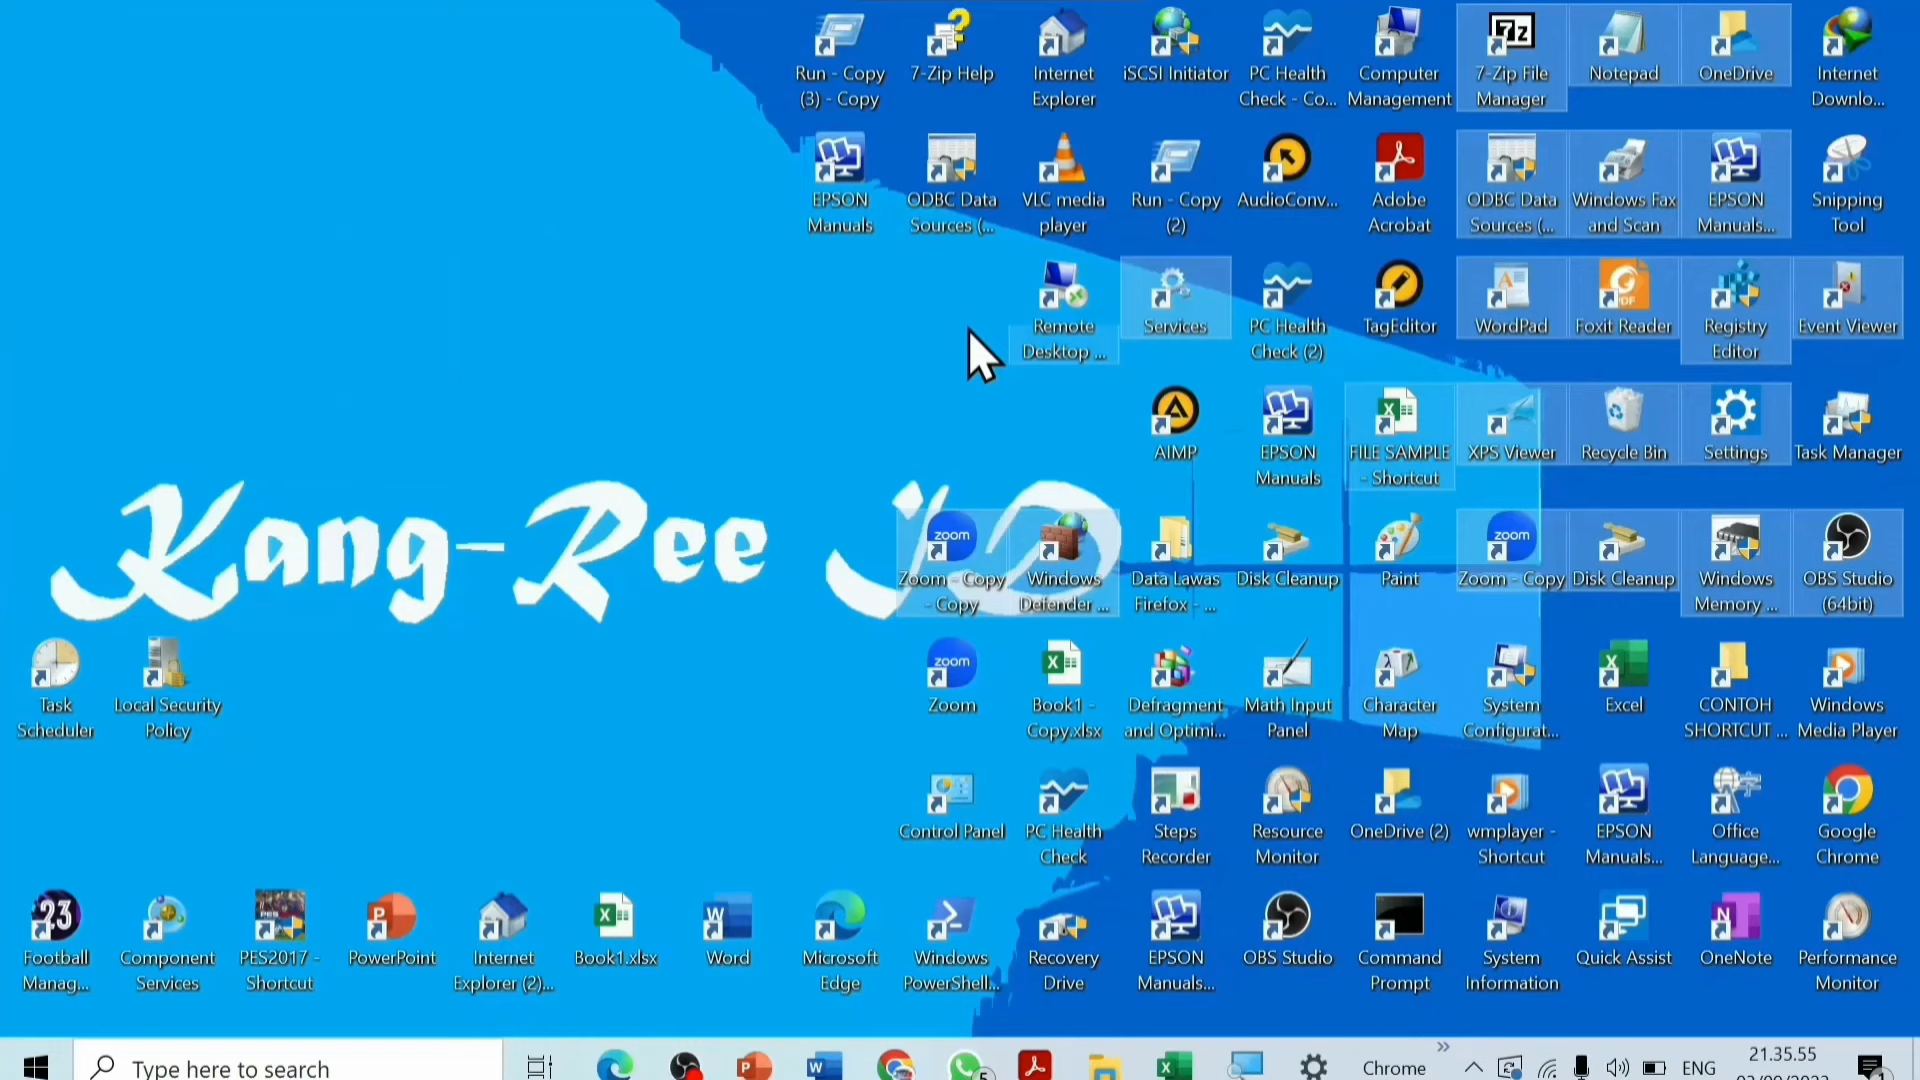 Run - Copy
(3) - Copy
7-Zip Help
Internet
Explorer
iSCSI Initiator
PC Health
Check - Co...
Computer
Management
7-Zip File
Manager
Notepad
OneDrive
Internet
Downlo...
EPSON
Manuals
ODBC Data
Sources (...
VLC media
player
Run - Copy
(2)
AudioConv...
Adobe
Acrobat
ODBC Data
Sources (...
Windows Fax
and Scan
EPSON
Manuals...
Snipping
Tool
Remote
Desktop ...
Services
PC Health
Check (2)
TagEditor
WordPad
Foxit Reader
Registry
Editor
Event Viewer
AIMP
EPSON
Manuals
FILE SAMPLE
- Shortcut
XPS Viewer
Recycle Bin
Settings
Task Manager
Kang-Ree JD
Zoom - Copy
- Copy
Windows
Defender ...
Data Lawas
Firefox - ...
Disk Cleanup
Paint
Zoom - Copy
Disk Cleanup
Windows
Memory ...
OBS Studio
(64bit)
Task
Scheduler
Local Security
Policy
Zoom
Book1 -
Copy.xlsx
Defragment
and Optimi...
Math Input
Panel
Character
Map
System
Configurat...
Excel
CONTOH
SHORTCUT ...
Windows
Media Player
Control Panel
PC Health
Check
Steps
Recorder
Resource
Monitor
OneDrive (2)
wmplayer -
Shortcut
EPSON
Manuals...
Office
Language...
Google
Chrome
Football
Manag...
Component
Services
PES2017 -
Shortcut
PowerPoint
Internet
Explorer (2)...
Book1.xlsx
Word
Microsoft
Edge
Windows
PowerShell...
Recovery
Drive
EPSON
Manuals...
OBS Studio
Command
Prompt
System
Information
Quick Assist
OneNote
Performance
Monitor
Type here to search
Chrome
ENG
21.35.55